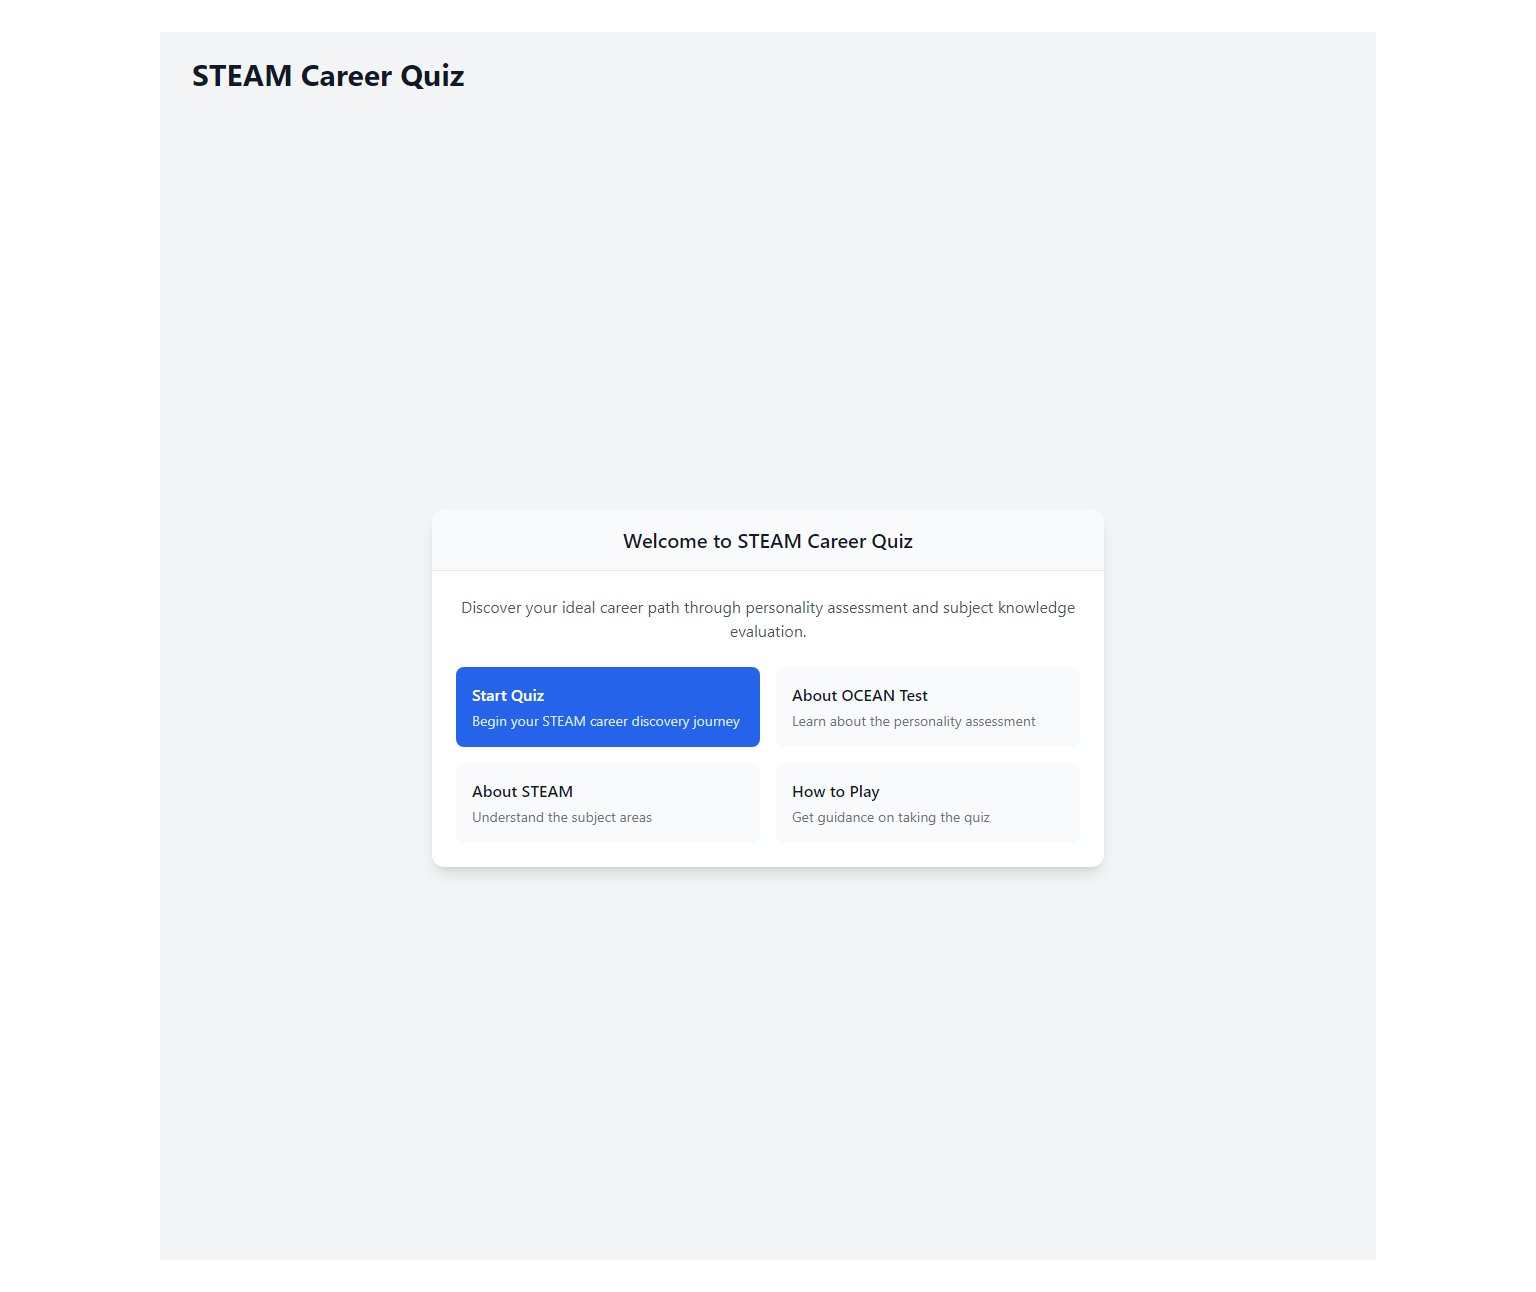 STEAM Career Quiz
Welcome to STEAM Career Quiz
Discover your ideal career path through personality assessment and subject knowledge
evaluation.
Start Quiz
Begin your STEAM career discovery journey
About OCEAN Test
Learn about the personality assessment
About STEAM
Understand the subject areas
How to Play
Get guidance on taking the quiz